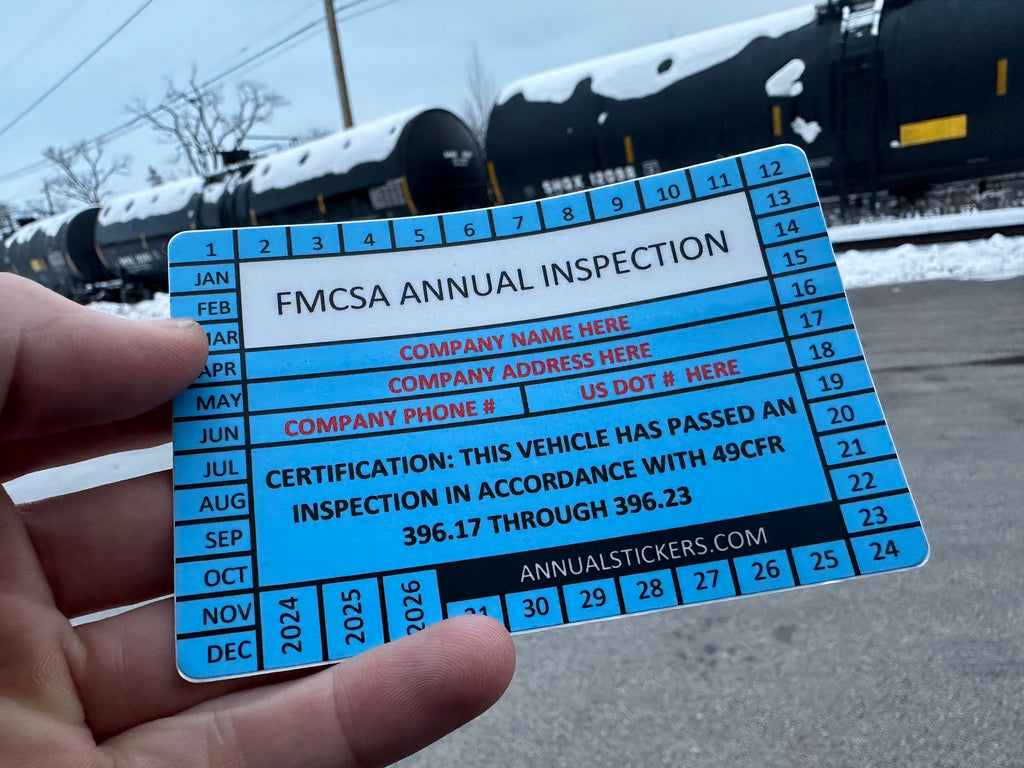 1 2 3 4 5 6 7 8 9 10 11 12
JAN
FEB
MAR
APR
MAY
JUN
JUL
AUG
SEP
OCT
NOV
DEC
FMCSA ANNUAL INSPECTION
COMPANY NAME HERE
COMPANY ADDRESS HERE
COMPANY PHONE # US DOT # HERE
CERTIFICATION: THIS VEHICLE HAS PASSED AN
INSPECTION IN ACCORDANCE WITH 49CFR
396.17 THROUGH 396.23
ANNUALSTICKERS.COM
13
14
15
16
17
18
19
20
21
22
23
2024 2025 2026 31 30 29 28 27 26 25 24